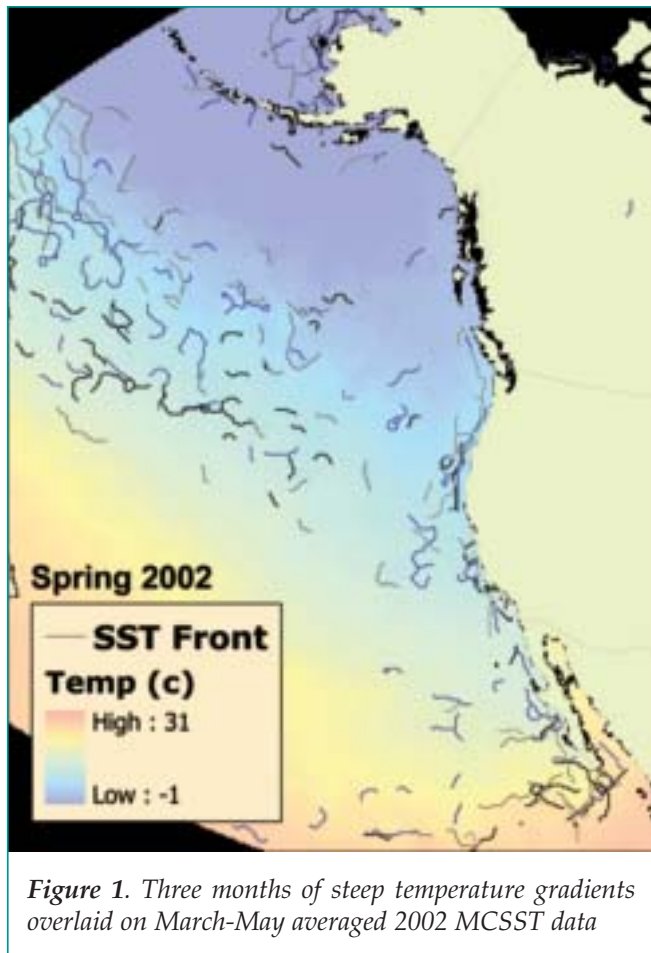 Spring 2002
SST Front
Temp (c)
High : 31
Low : -1
Figure 1. Three months of steep temperature gradients
overlaid on March-May averaged 2002 MCSST data